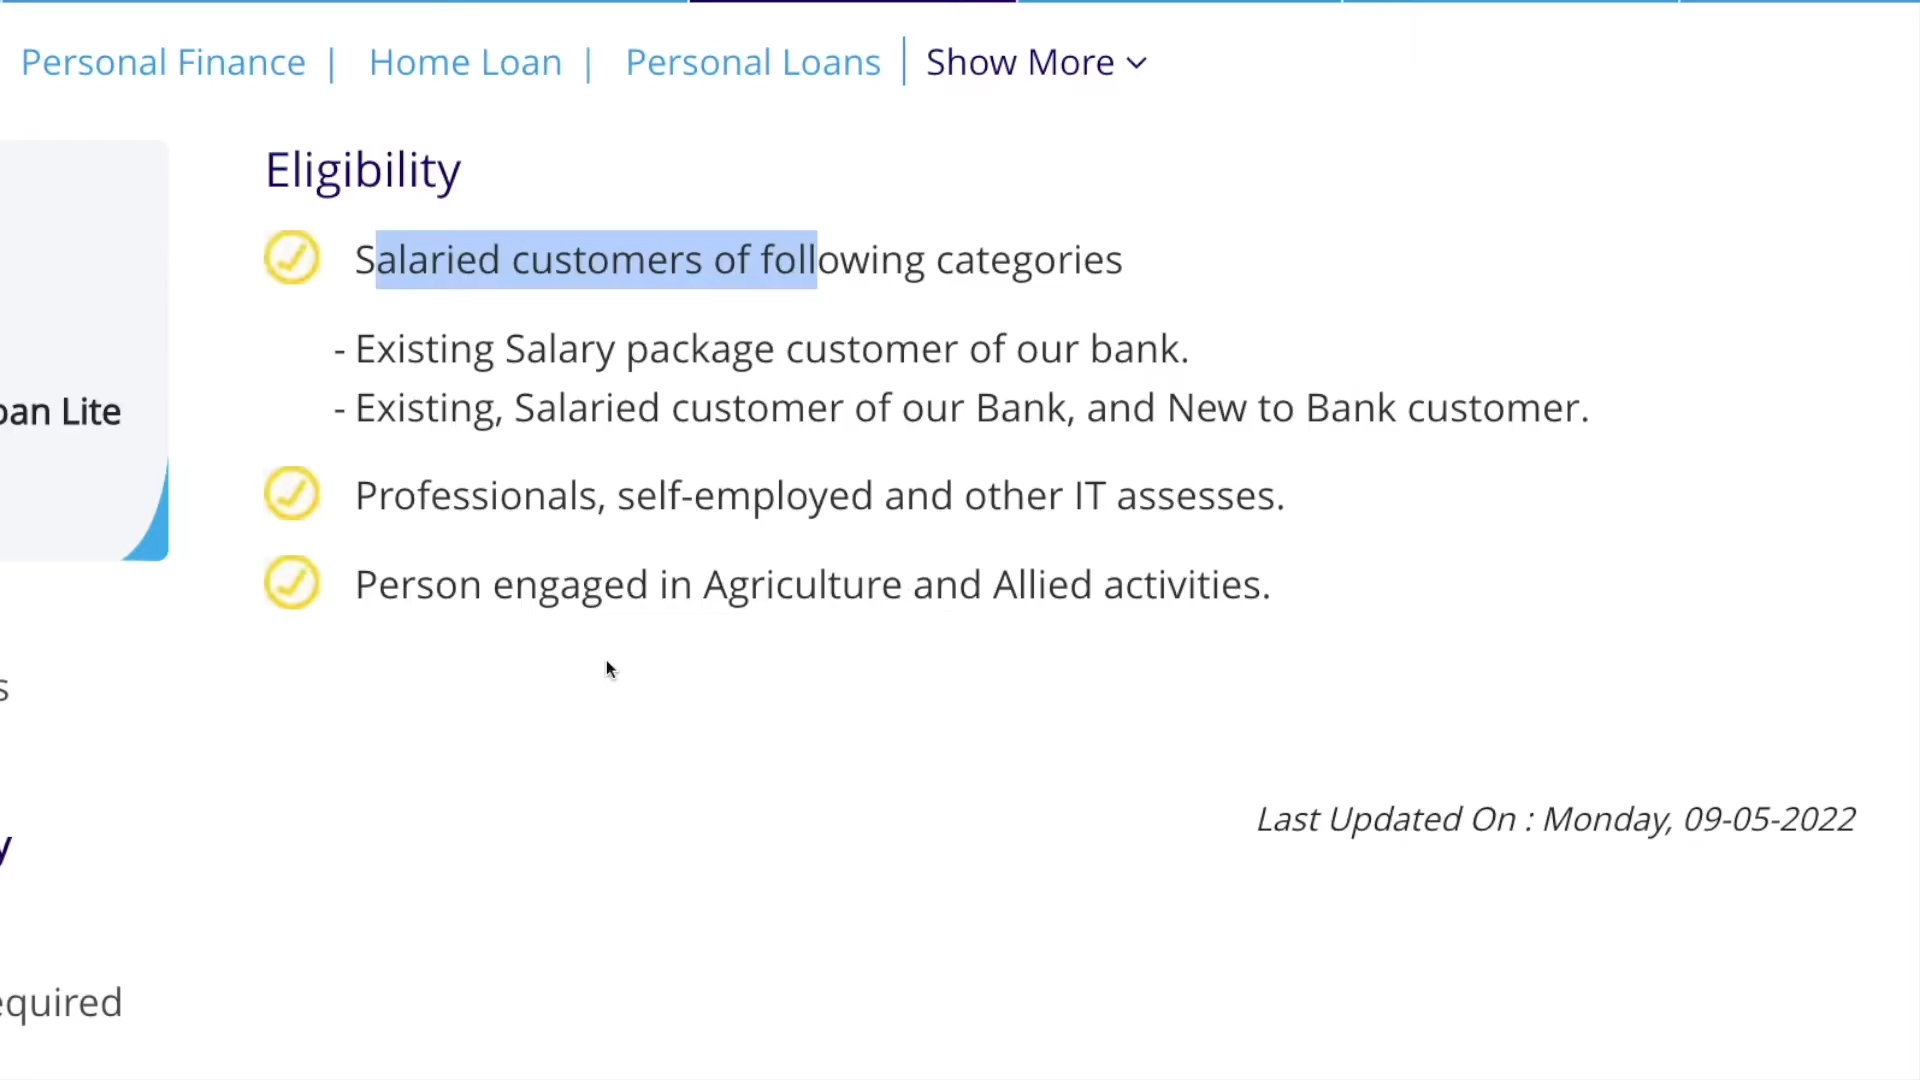 Personal Finance | Home Loan | Personal Loans | Show More
Eligibility
Salaried customers of following categories
- Existing Salary package customer of our bank.
- Existing, Salaried customer of our Bank, and New to Bank customer.
Lite
Professionals, self-employed and other IT assesses.
Person engaged in Agriculture and Allied activities.
Last Updated On : Monday, 09-05-2022